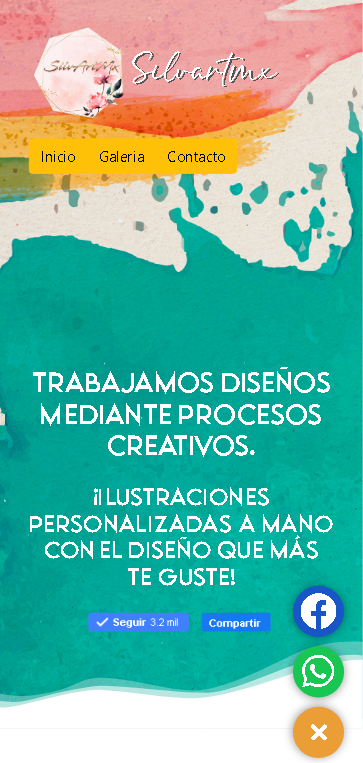 SilvArtMx
Silvartmx
Inicio Galeria Contacto
TRABAJAMOS DISEÑOS
MEDIANTE PROCESOS
CREATIVOS.
¡ILUSTRACIONES
PERSONALIZADAS A MANO
CON EL DISEÑO QUE MÁS
TE GUSTE!
Seguir 3.2 mil Compartir